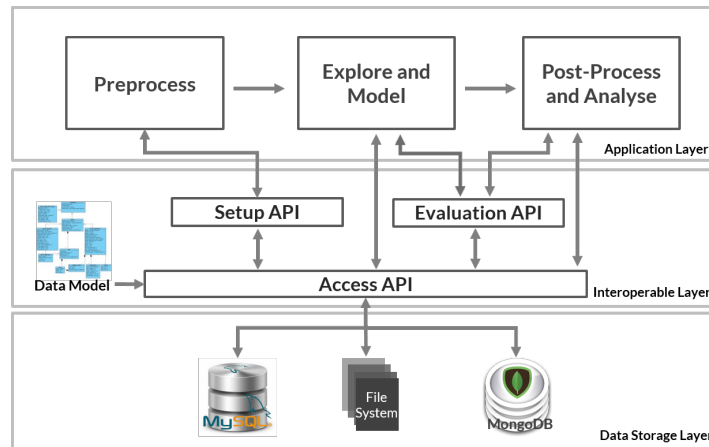 Preprocess
Explore and
Model
Post-Process
and Analyse
Application Layer
Setup API
Evaluation API
Data Model
Access API
Interoperable Layer
MySQL
File
System
MongoDB
Data Storage Layer